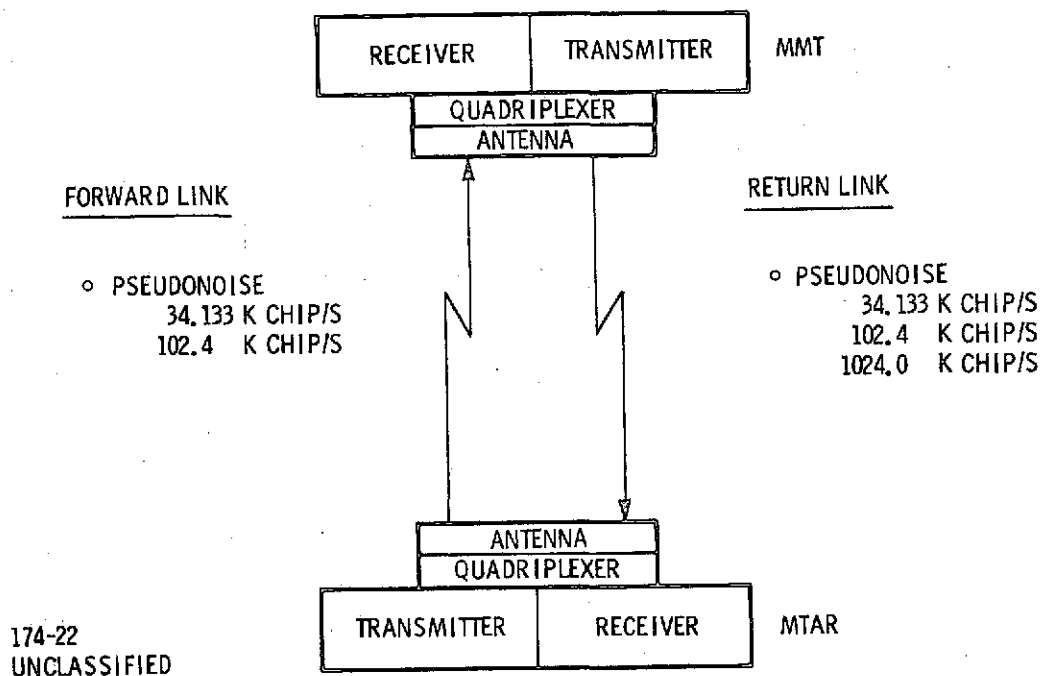 RECEIVER TRANSMITTER MMT
QUADRIPLEXER
ANTENNA
FORWARD LINK
○ PSEUDONOISE
34.133 K CHIP/S
102.4 K CHIP/S
RETURN LINK
○ PSEUDONOISE
34.133 K CHIP/S
102.4 K CHIP/S
1024.0 K CHIP/S
ANTENNA
QUADRIPLEXER
TRANSMITTER RECEIVER MTAR
174-22
UNCLASSIFIED